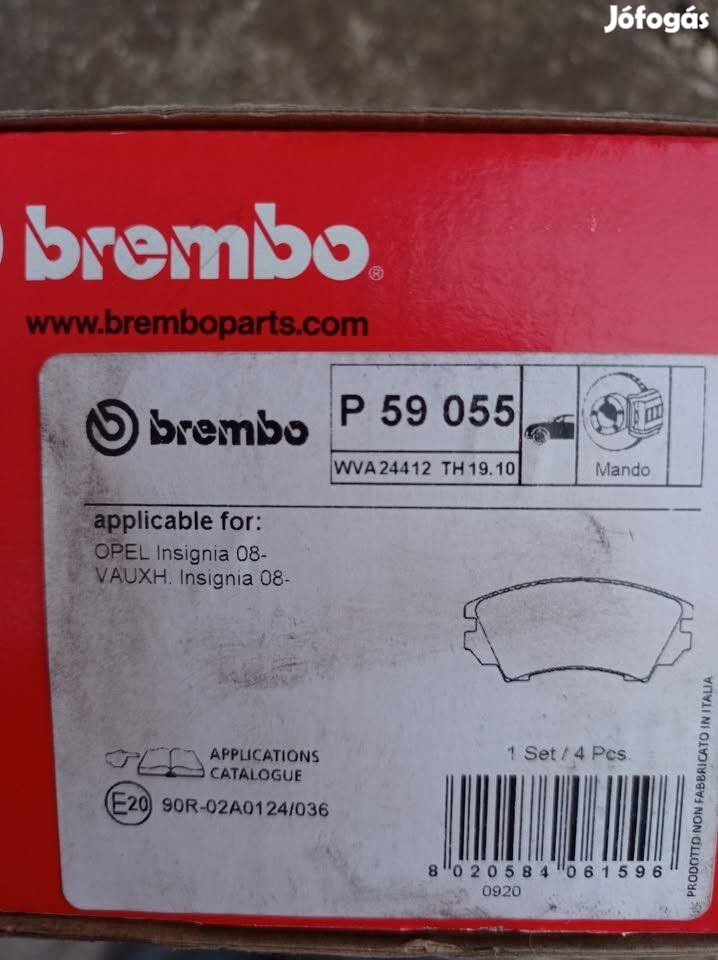 Jófogás
brembo®
www.bremboparts.com
brembo
P 59 055
WVA 24412 TH 19.10
Mando
applicable for:
OPEL Insignia 08-
VAUXH. Insignia 08-
1 Set / 4 Pcs
APPLICATIONS
CATALOGUE
E20 90R-02A0124/036
8 020584 061596
0920
PRODOTTO NON FABBRICATO IN ITALIA